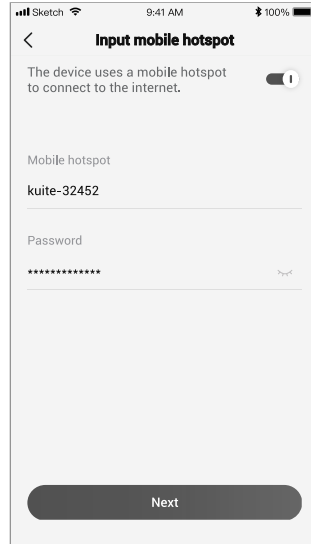 Sketch 9:41 AM 100%
Input mobile hotspot
The device uses a mobile hotspot
to connect to the internet.
Mobile hotspot
kuite-32452
Password
*************
Next